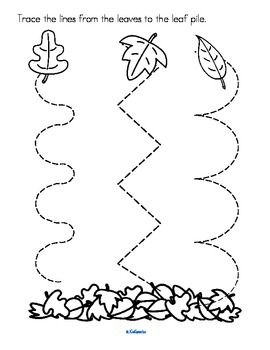 Trace the lines from the leaves to the leaf pile.